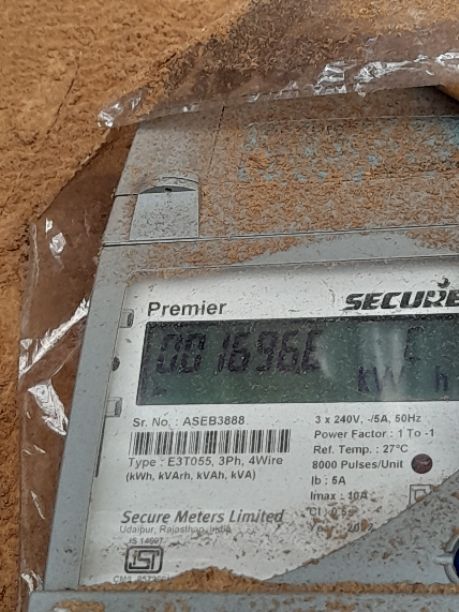 Premier
SECURE
kW h
Sr. No. : ASEB3888
3 x 240V, -/5A, 50Hz
Power Factor : 1 To -1
Ref. Temp. : 27°C
Type : E3T055, 3Ph, 4Wire
8000 Pulses/Unit
(kWh, kVArh, kVAh, kVA)
Ib : 5A
Imax : 10A
Secure Meters Limited
Udaipur, Rajasthan, India